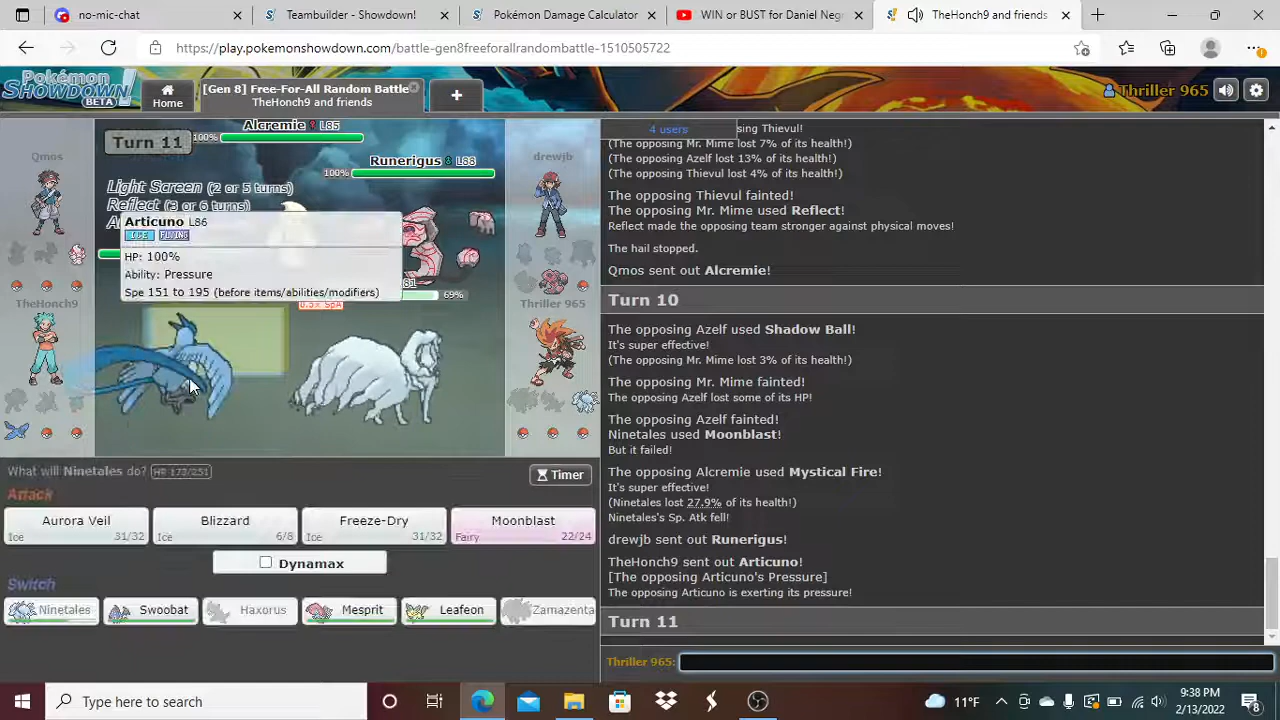 no-mic-chat
Teambuilder - Showdown!
Pokémon Damage Calculator
WIN or BUST for Daniel Neg
TheHonch9 and friends
https://play.pokemonshowdown.com/battle-gen8freeforallrandombattle-1510505722
Pokémon
SHOWDOWN
BETA
Home
[Gen 8] Free-For-All Random Battle
TheHonch9 and friends
Thriller 965
Turn 11
100%
Alcremie L85
Runerigus L88
100%
Qmos
drewjb
Light Screen (2 or 5 turns)
Reflect (3 or 6 turns)
Articuno L86
ICE FLYING
HP: 100%
Ability: Pressure
Spe 151 to 195 (before items/abilities/modifiers)
81
69%
0.5× SpA
TheHonch9
Thriller 965
What will Ninetales do? HP 173/251
Timer
Attack
Aurora Veil
Ice 31/32
Blizzard
Ice 6/8
Freeze-Dry
Ice 31/32
Moonblast
Fairy 22/24
Dynamax
Switch
Ninetales
Swoobat
Haxorus
Mesprit
Leafeon
Zamazenta
4 users
sing Thievul!
(The opposing Mr. Mime lost 7% of its health!)
(The opposing Azelf lost 13% of its health!)
(The opposing Thievul lost 4% of its health!)
The opposing Thievul fainted!
The opposing Mr. Mime used Reflect!
Reflect made the opposing team stronger against physical moves!
The hail stopped.
Qmos sent out Alcremie!
Turn 10
The opposing Azelf used Shadow Ball!
It's super effective!
(The opposing Mr. Mime lost 3% of its health!)
The opposing Mr. Mime fainted!
The opposing Azelf lost some of its HP!
The opposing Azelf fainted!
Ninetales used Moonblast!
But it failed!
The opposing Alcremie used Mystical Fire!
It's super effective!
(Ninetales lost 27.9% of its health!)
Ninetales's Sp. Atk fell!
drewjb sent out Runerigus!
TheHonch9 sent out Articuno!
[The opposing Articuno's Pressure]
The opposing Articuno is exerting its pressure!
Turn 11
Thriller 965:
Type here to search
11°F
9:38 PM
2/13/2022
8